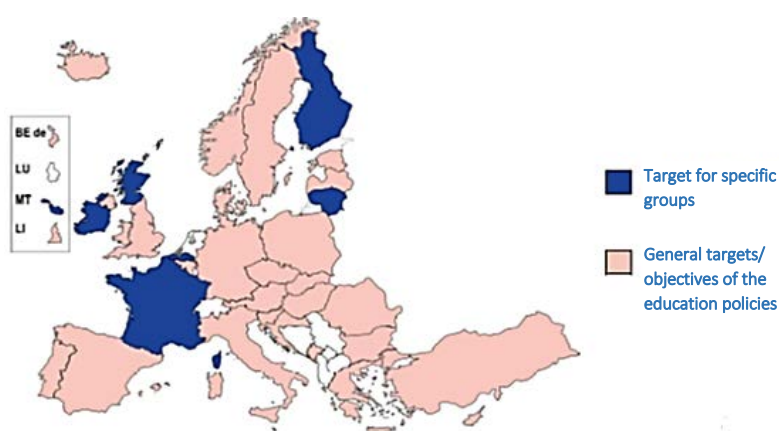 BE de
LU
MT
LI
Target for specific
groups
General targets/
objectives of the
education policies